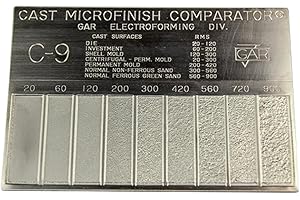 CAST MICROFINISH COMPARATOR
GAR ELECTROFORMING DIV.
C-9
CAST SURFACES RMS
DIE 20-120
INVESTMENT 60-200
SHELL MOLD 120-300
CENTRIFUGAL - PERM. MOLD 20-300
PERMANENT MOLD 200-420
NORMAL NON-FERROUS SAND 300-560
NORMAL FERROUS GREEN SAND 560-900
GAR
20 60 120 200 300 420 560 720 900